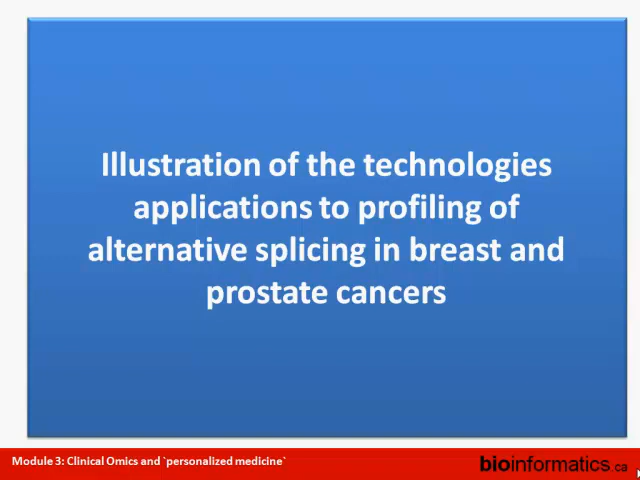 Illustration of the technologies
applications to profiling of
alternative splicing in breast and
prostate cancers
Module 3: Clinical Omics and `personalized medicine`
bioinformatics.ca